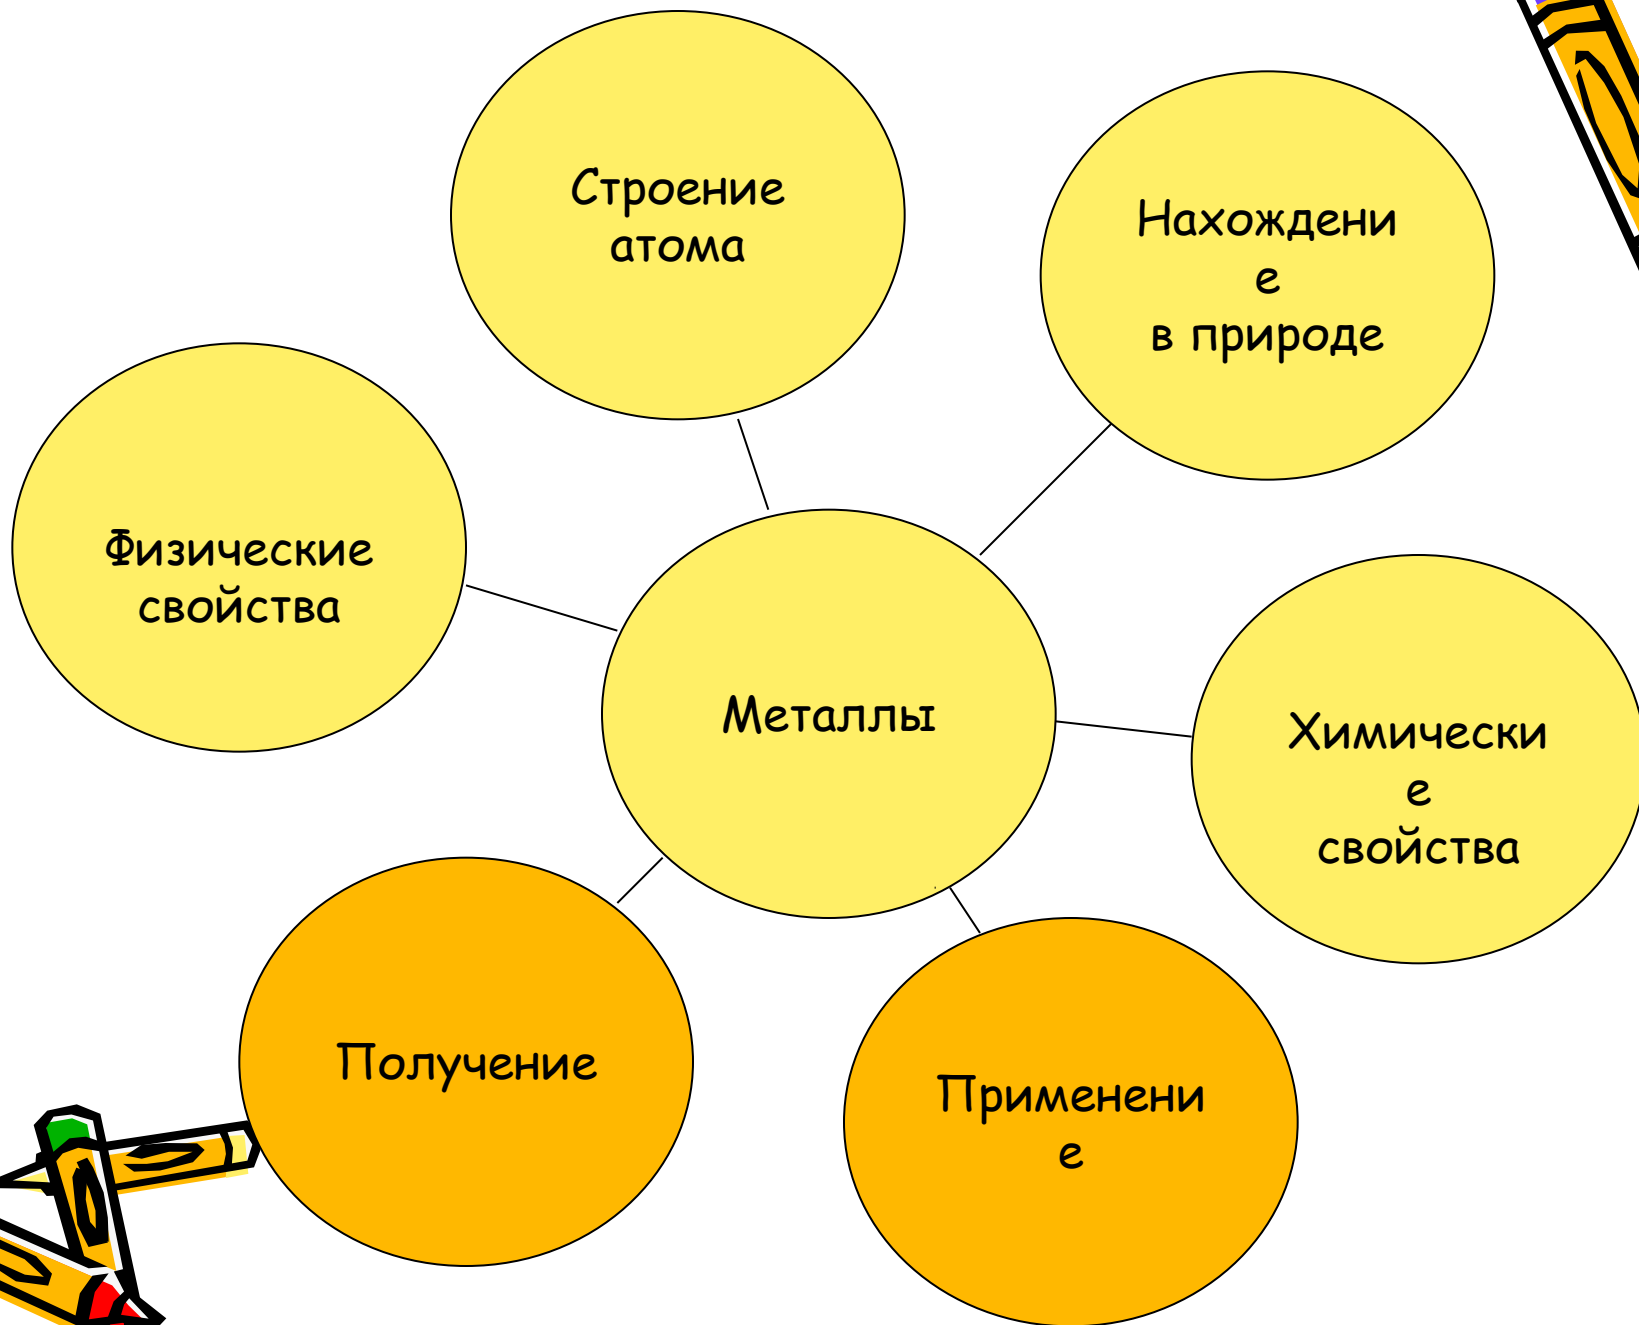 Строение
атома
Нахождени
е
в природе
Физические
свойства
Металлы
Химически
е
свойства
Получение
Применени
е